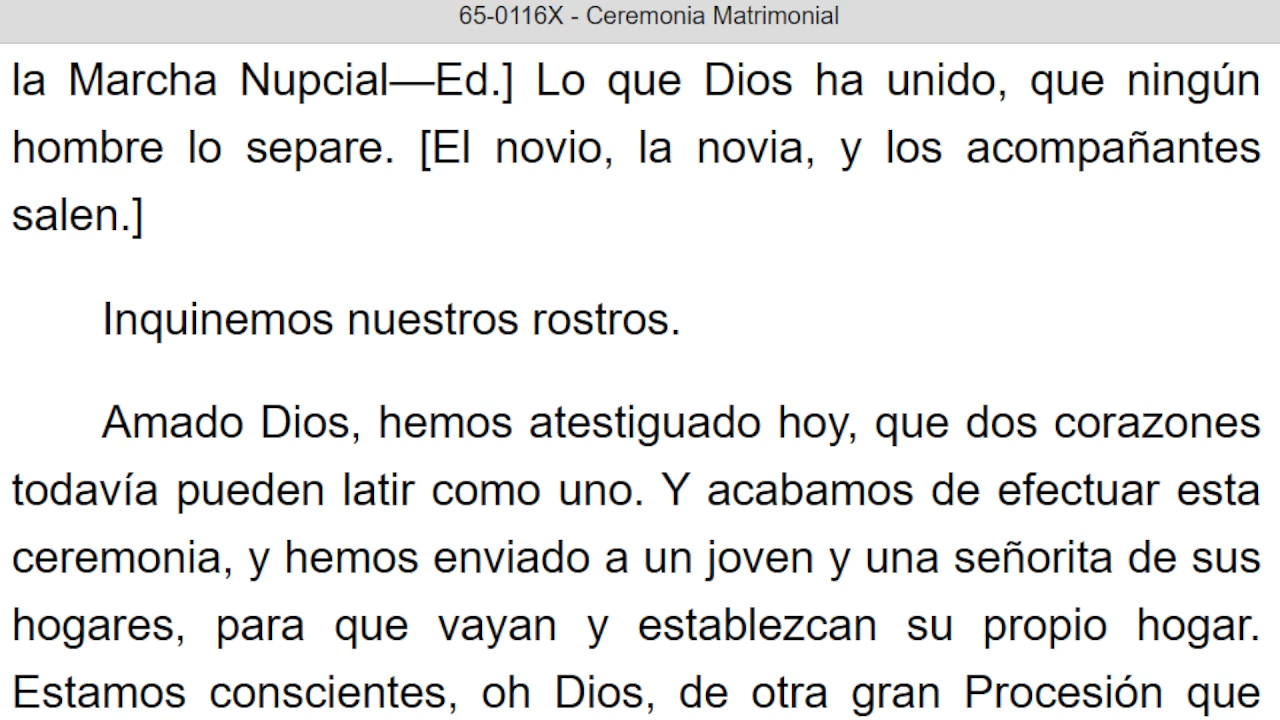 65-0116X - Ceremonia Matrimonial
la Marcha Nupcial—Ed.] Lo que Dios ha unido, que ningún
hombre lo separe. [El novio, la novia, y los acompañantes
salen.]
Inquinemos nuestros rostros.
Amado Dios, hemos atestiguado hoy, que dos corazones
todavía pueden latir como uno. Y acabamos de efectuar esta
ceremonia, y hemos enviado a un joven y una señorita de sus
hogares, para que vayan y establezcan su propio hogar.
Estamos conscientes, oh Dios, de otra gran Procesión que